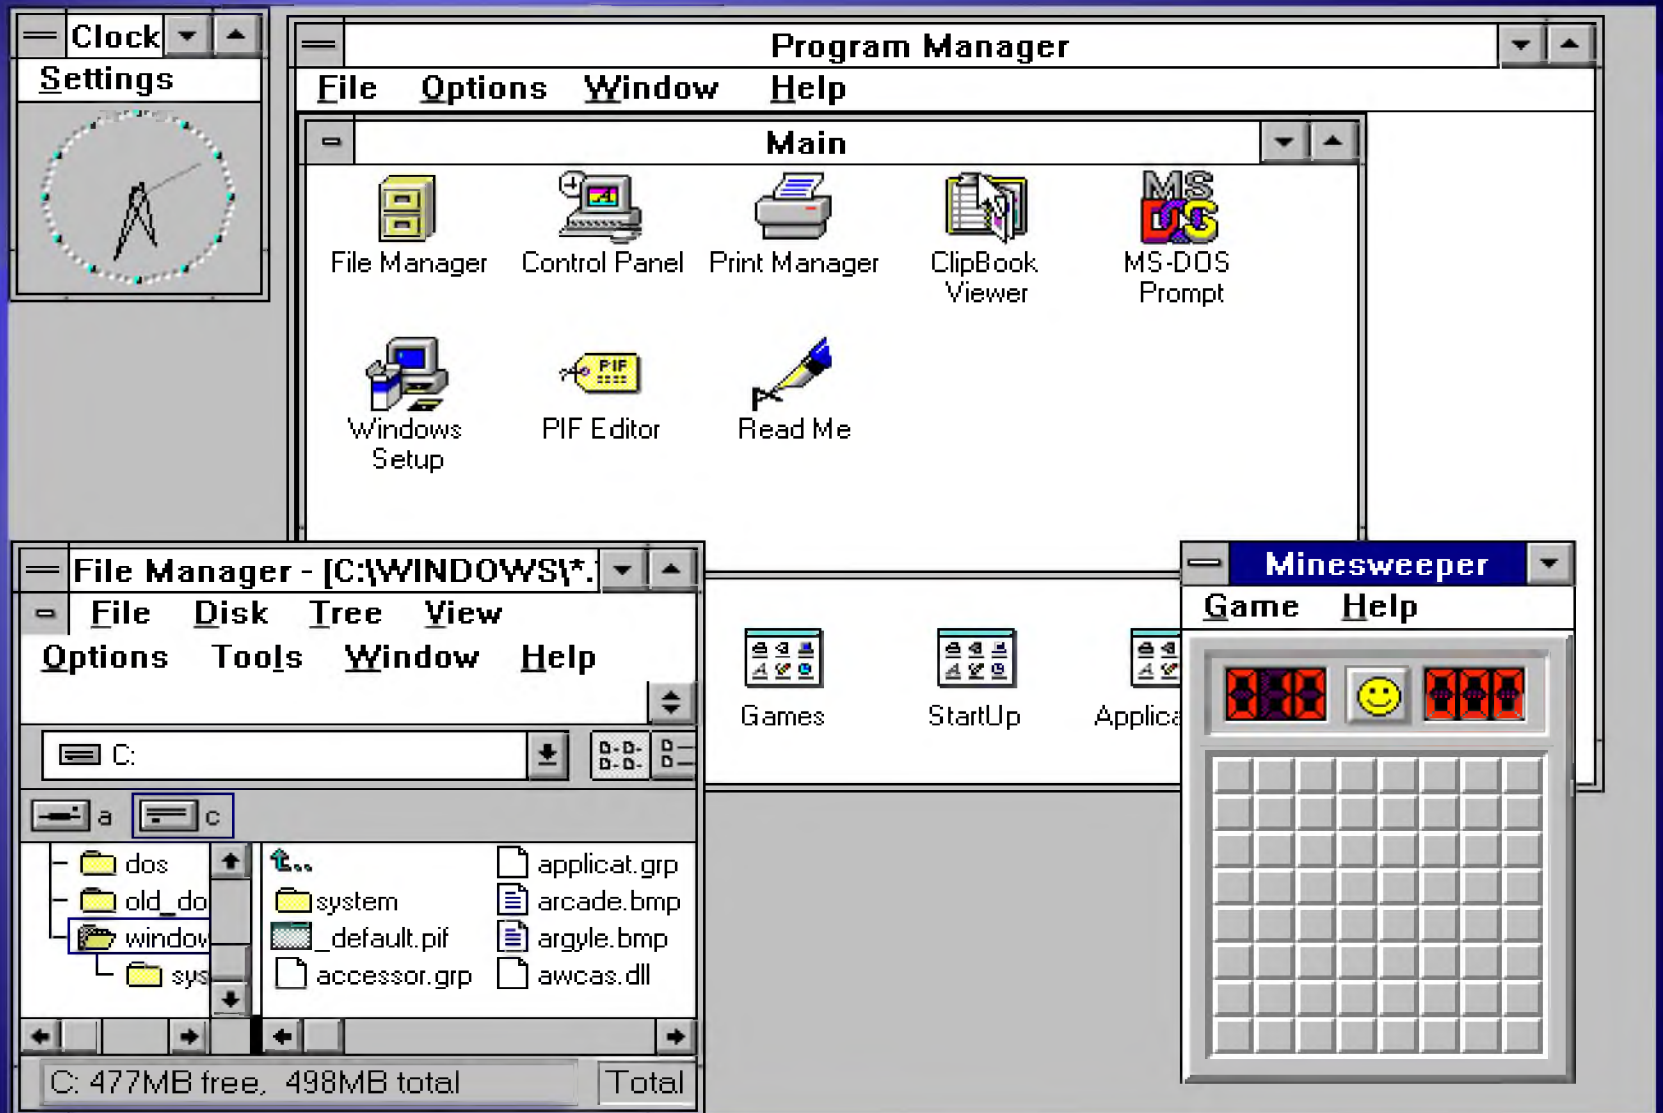 Clock
Settings
Program Manager
File Options Window Help
Main
File Manager
Control Panel
Print Manager
ClipBook
Viewer
MS-DOS
Prompt
Windows
Setup
PIF
PIF Editor
Read Me
File Manager - [C:\WINDOWS\*.
File Disk Tree View
Options Tools Window Help
C:
a
c
dos
old_do
window
sys
system
_default.pif
accessor.grp
applicat.grp
arcade.bmp
argyle.bmp
awcas.dll
C: 477MB free, 498MB total
Total
Games
StartUp
Applica
Minesweeper
Game Help